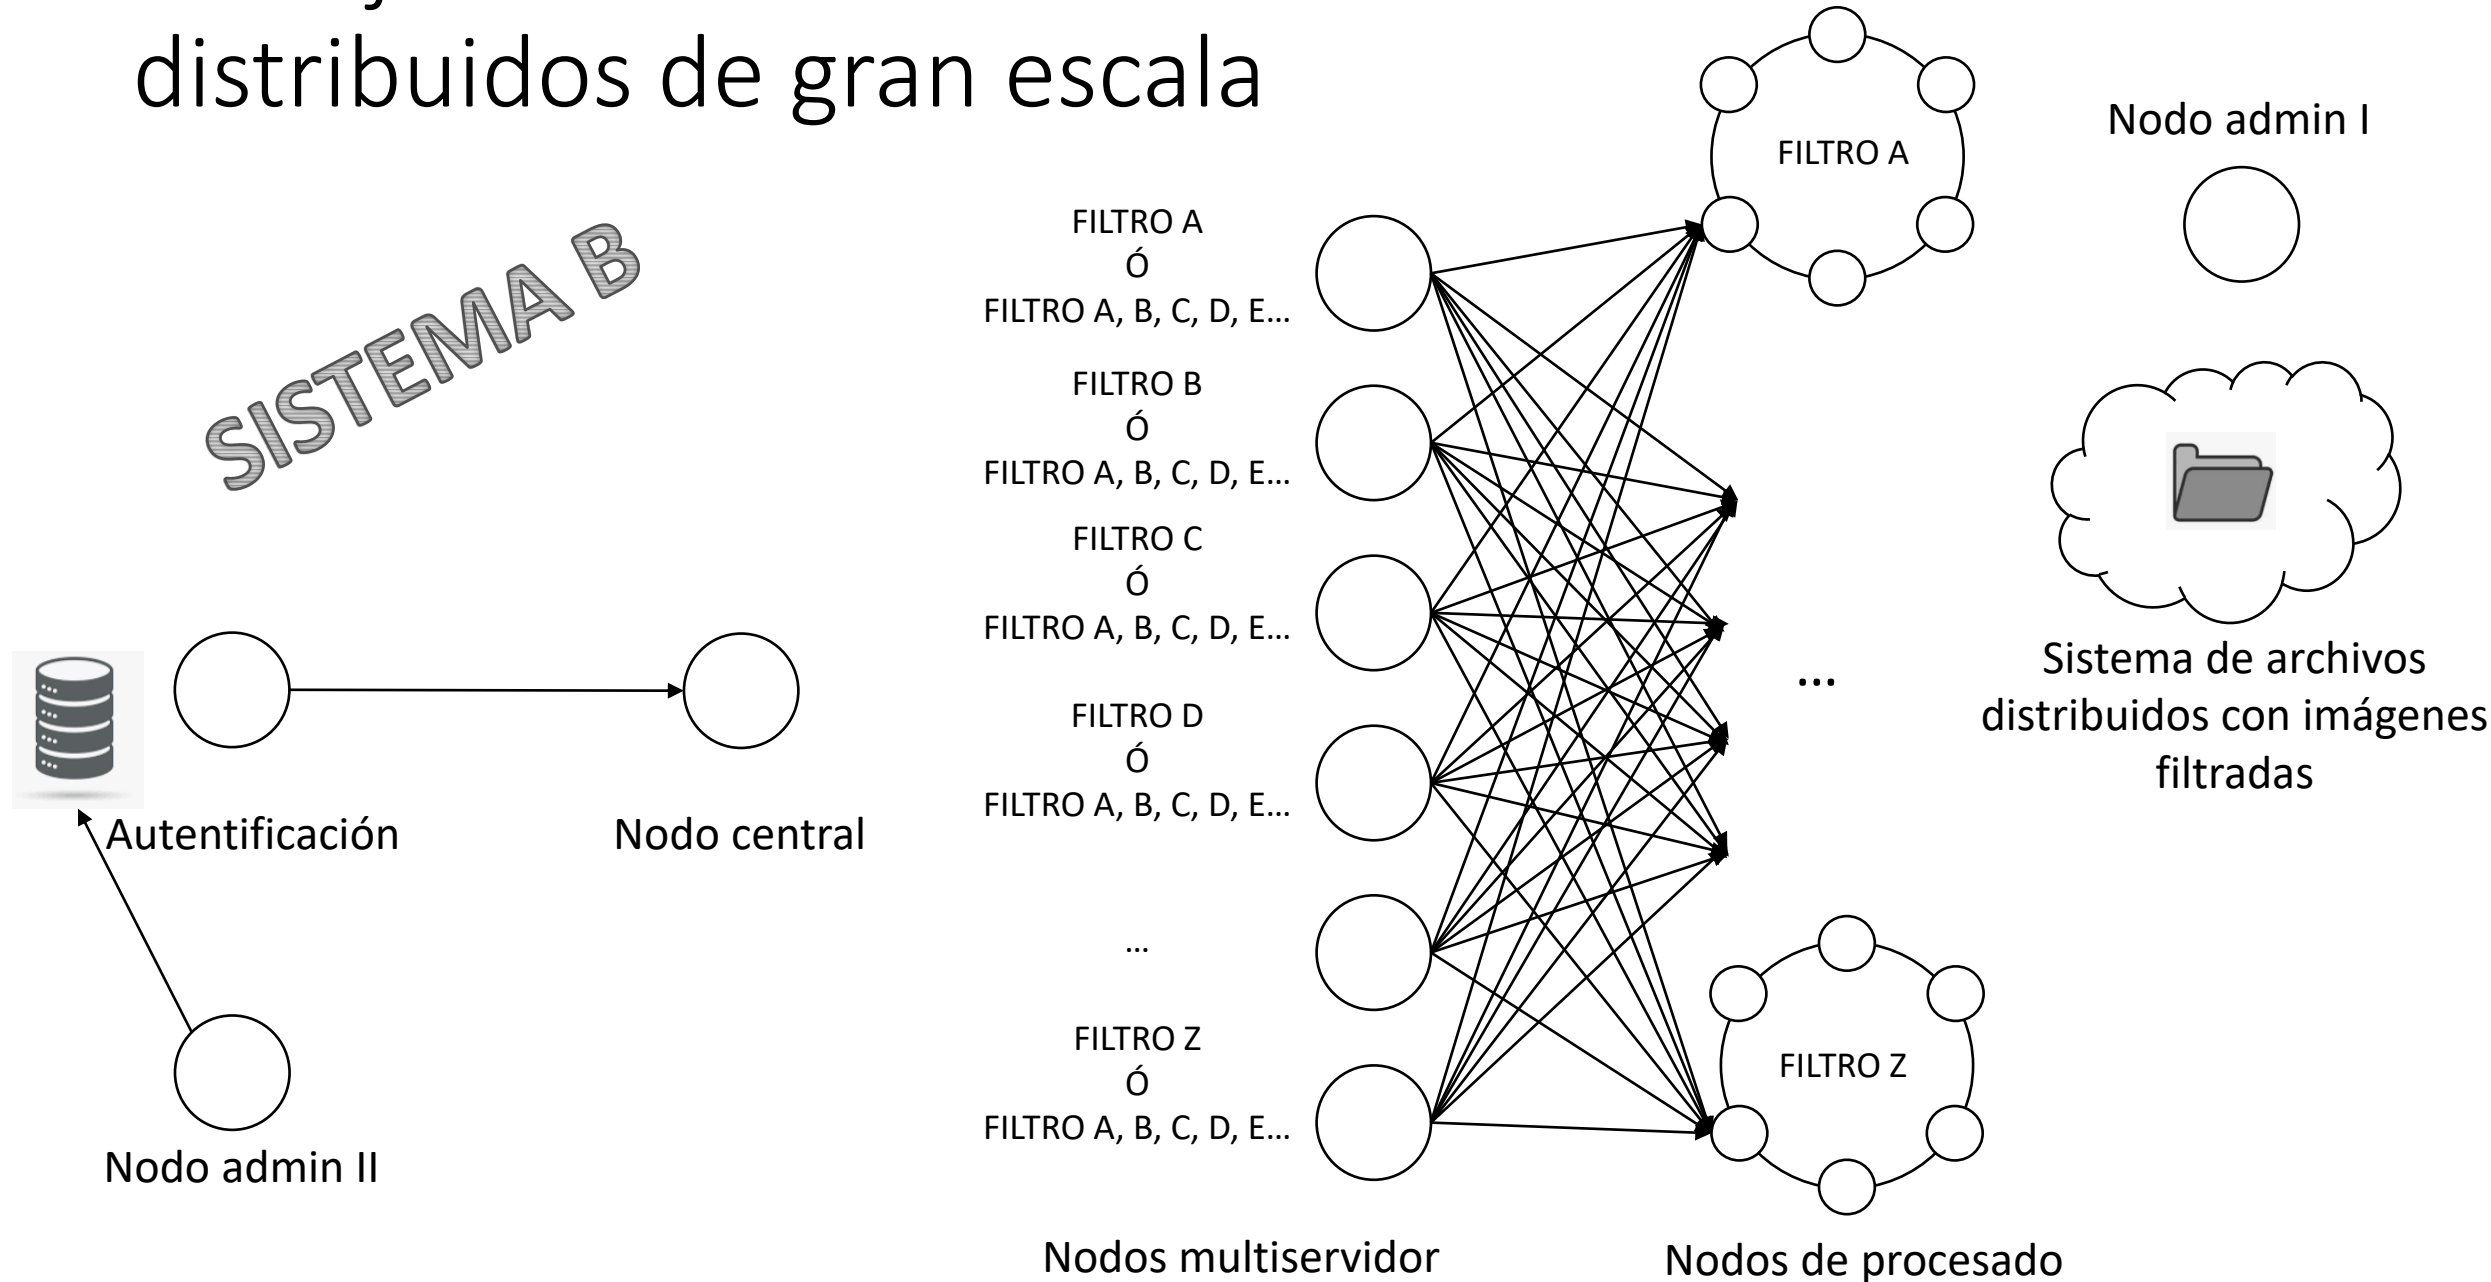 distribuidos de gran escala
SISTEMA B
FILTRO A
Ó
FILTRO A, B, C, D, E...
FILTRO B
Ó
FILTRO A, B, C, D, E...
FILTRO C
Ó
FILTRO A, B, C, D, E...
FILTRO D
Ó
FILTRO A, B, C, D, E...
...
FILTRO Z
Ó
FILTRO A, B, C, D, E...
Nodos multiservidor
Autentificación
Nodo central
Nodo admin II
FILTRO A
...
FILTRO Z
Nodos de procesado
Nodo admin I
Sistema de archivos
distribuidos con imágenes
filtradas